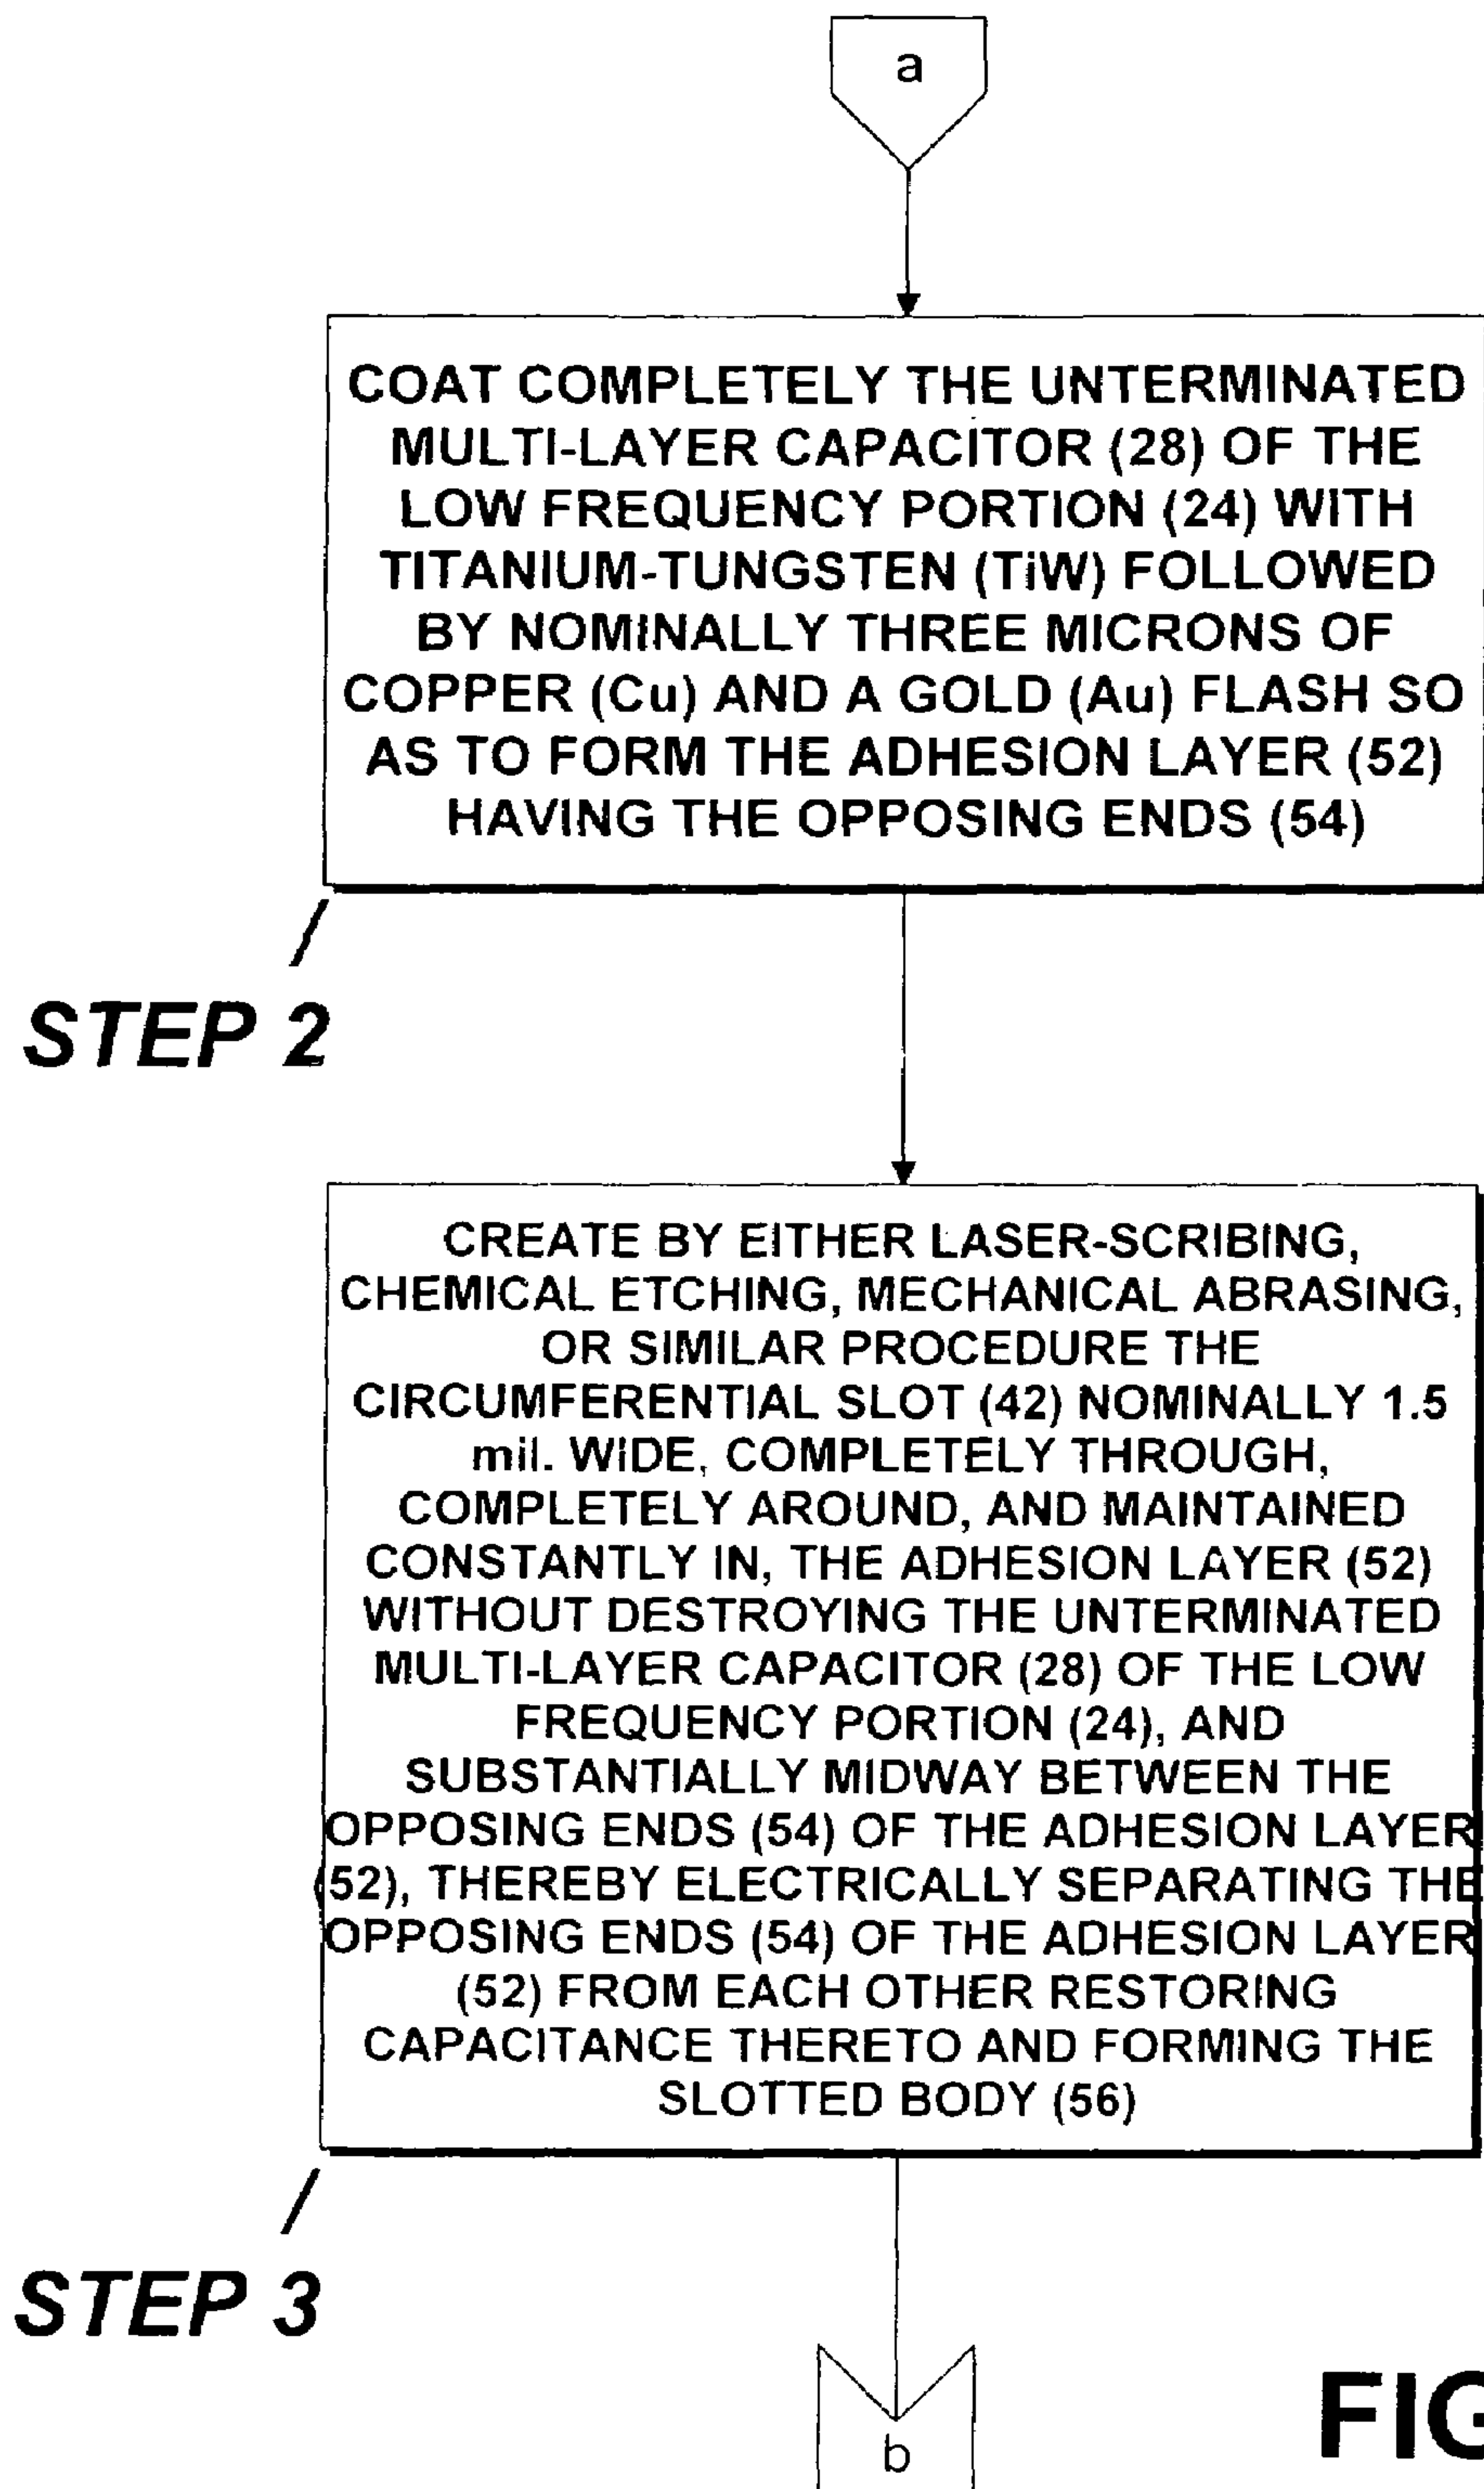 a
COAT COMPLETELY THE UNTERMINATED
MULTI-LAYER CAPACITOR (28) OF THE
LOW FREQUENCY PORTION (24) WITH
TITANIUM-TUNGSTEN (TiW) FOLLOWED
BY NOMINALLY THREE MICRONS OF
COPPER (Cu) AND A GOLD (Au) FLASH SO
AS TO FORM THE ADHESION LAYER (52)
HAVING THE OPPOSING ENDS (54)
STEP 2
CREATE BY EITHER LASER-SCRIBING,
CHEMICAL ETCHING, MECHANICAL ABRASING,
OR SIMILAR PROCEDURE THE
CIRCUMFERENTIAL SLOT (42) NOMINALLY 1.5
mil. WIDE, COMPLETELY THROUGH,
COMPLETELY AROUND, AND MAINTAINED
CONSTANTLY IN, THE ADHESION LAYER (52)
WITHOUT DESTROYING THE UNTERMINATED
MULTI-LAYER CAPACITOR (28) OF THE LOW
FREQUENCY PORTION (24), AND
SUBSTANTIALLY MIDWAY BETWEEN THE
OPPOSING ENDS (54) OF THE ADHESION LAYER
(52), THEREBY ELECTRICALLY SEPARATING THE
OPPOSING ENDS (54) OF THE ADHESION LAYER
(52) FROM EACH OTHER RESTORING
CAPACITANCE THERETO AND FORMING THE
SLOTTED BODY (56)
STEP 3
b
FIG